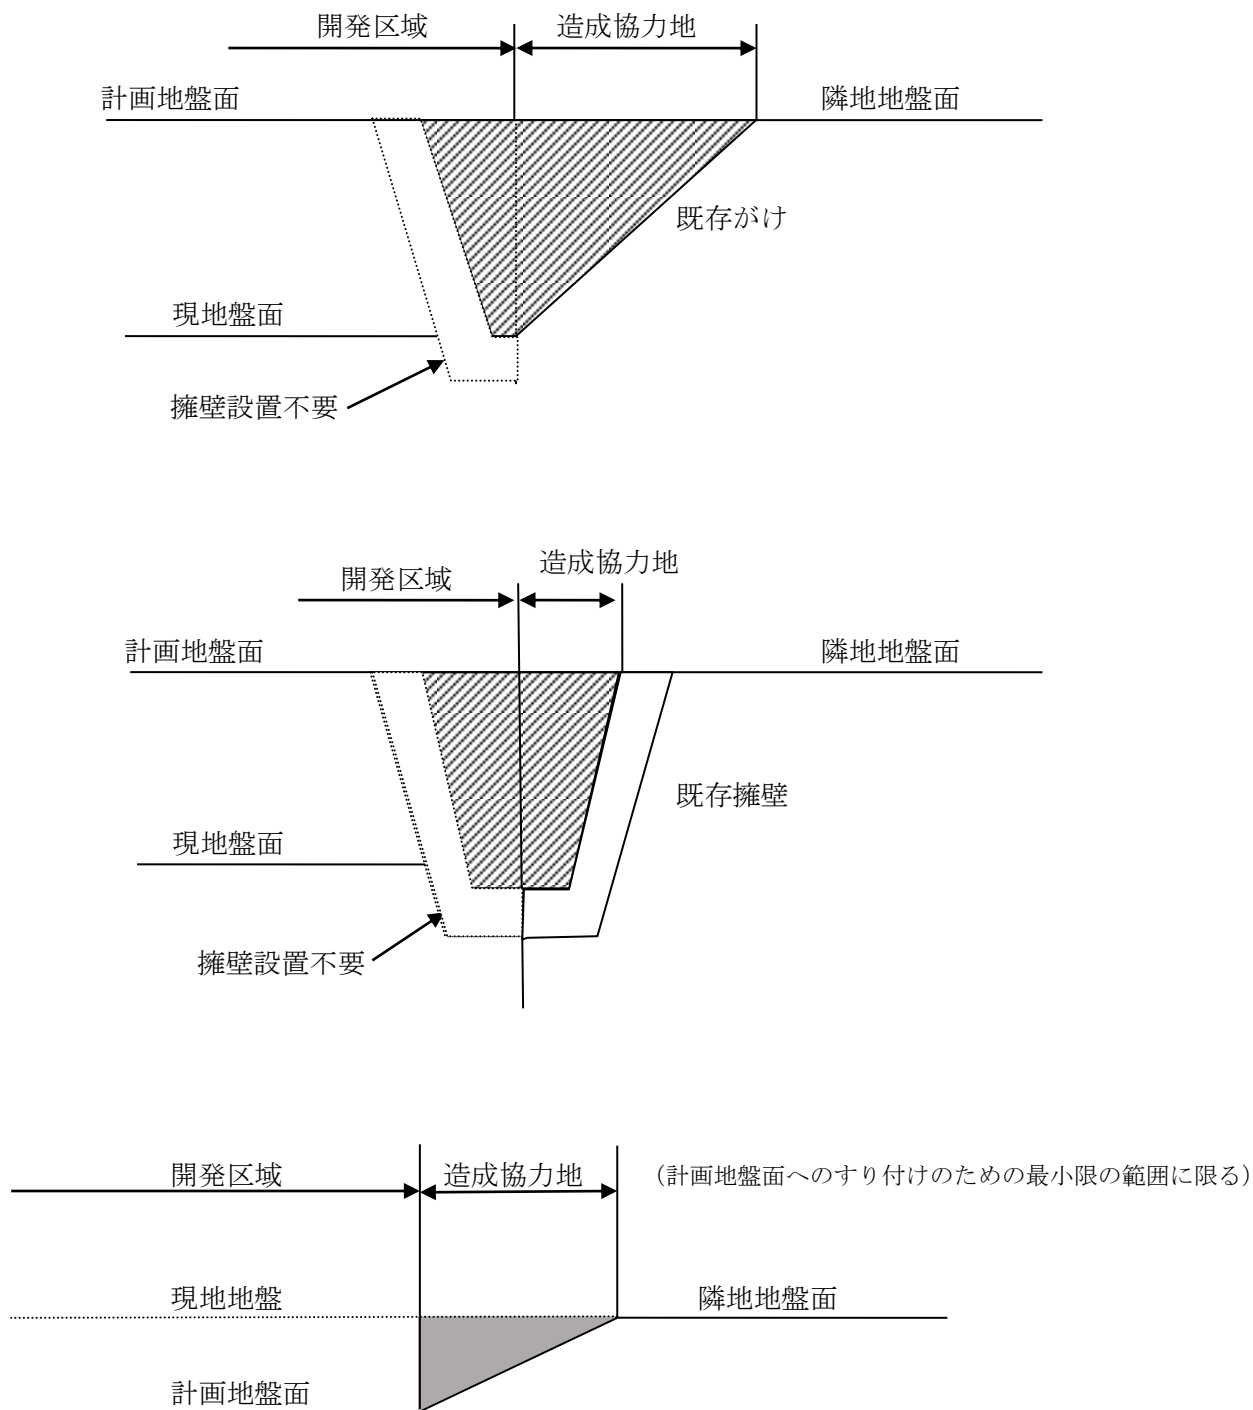 開発区域
造成協力地
計画地盤面
隣地地盤面
既存がけ
現地盤面
擁壁設置不要
造成協力地
開発区域
計画地盤面
隣地地盤面
既存擁壁
現地盤面
擁壁設置不要
開発区域
造成協力地
(計画地盤面へのすり付けのための最小限の範囲に限る)
現地地盤
隣地地盤面
計画地盤面